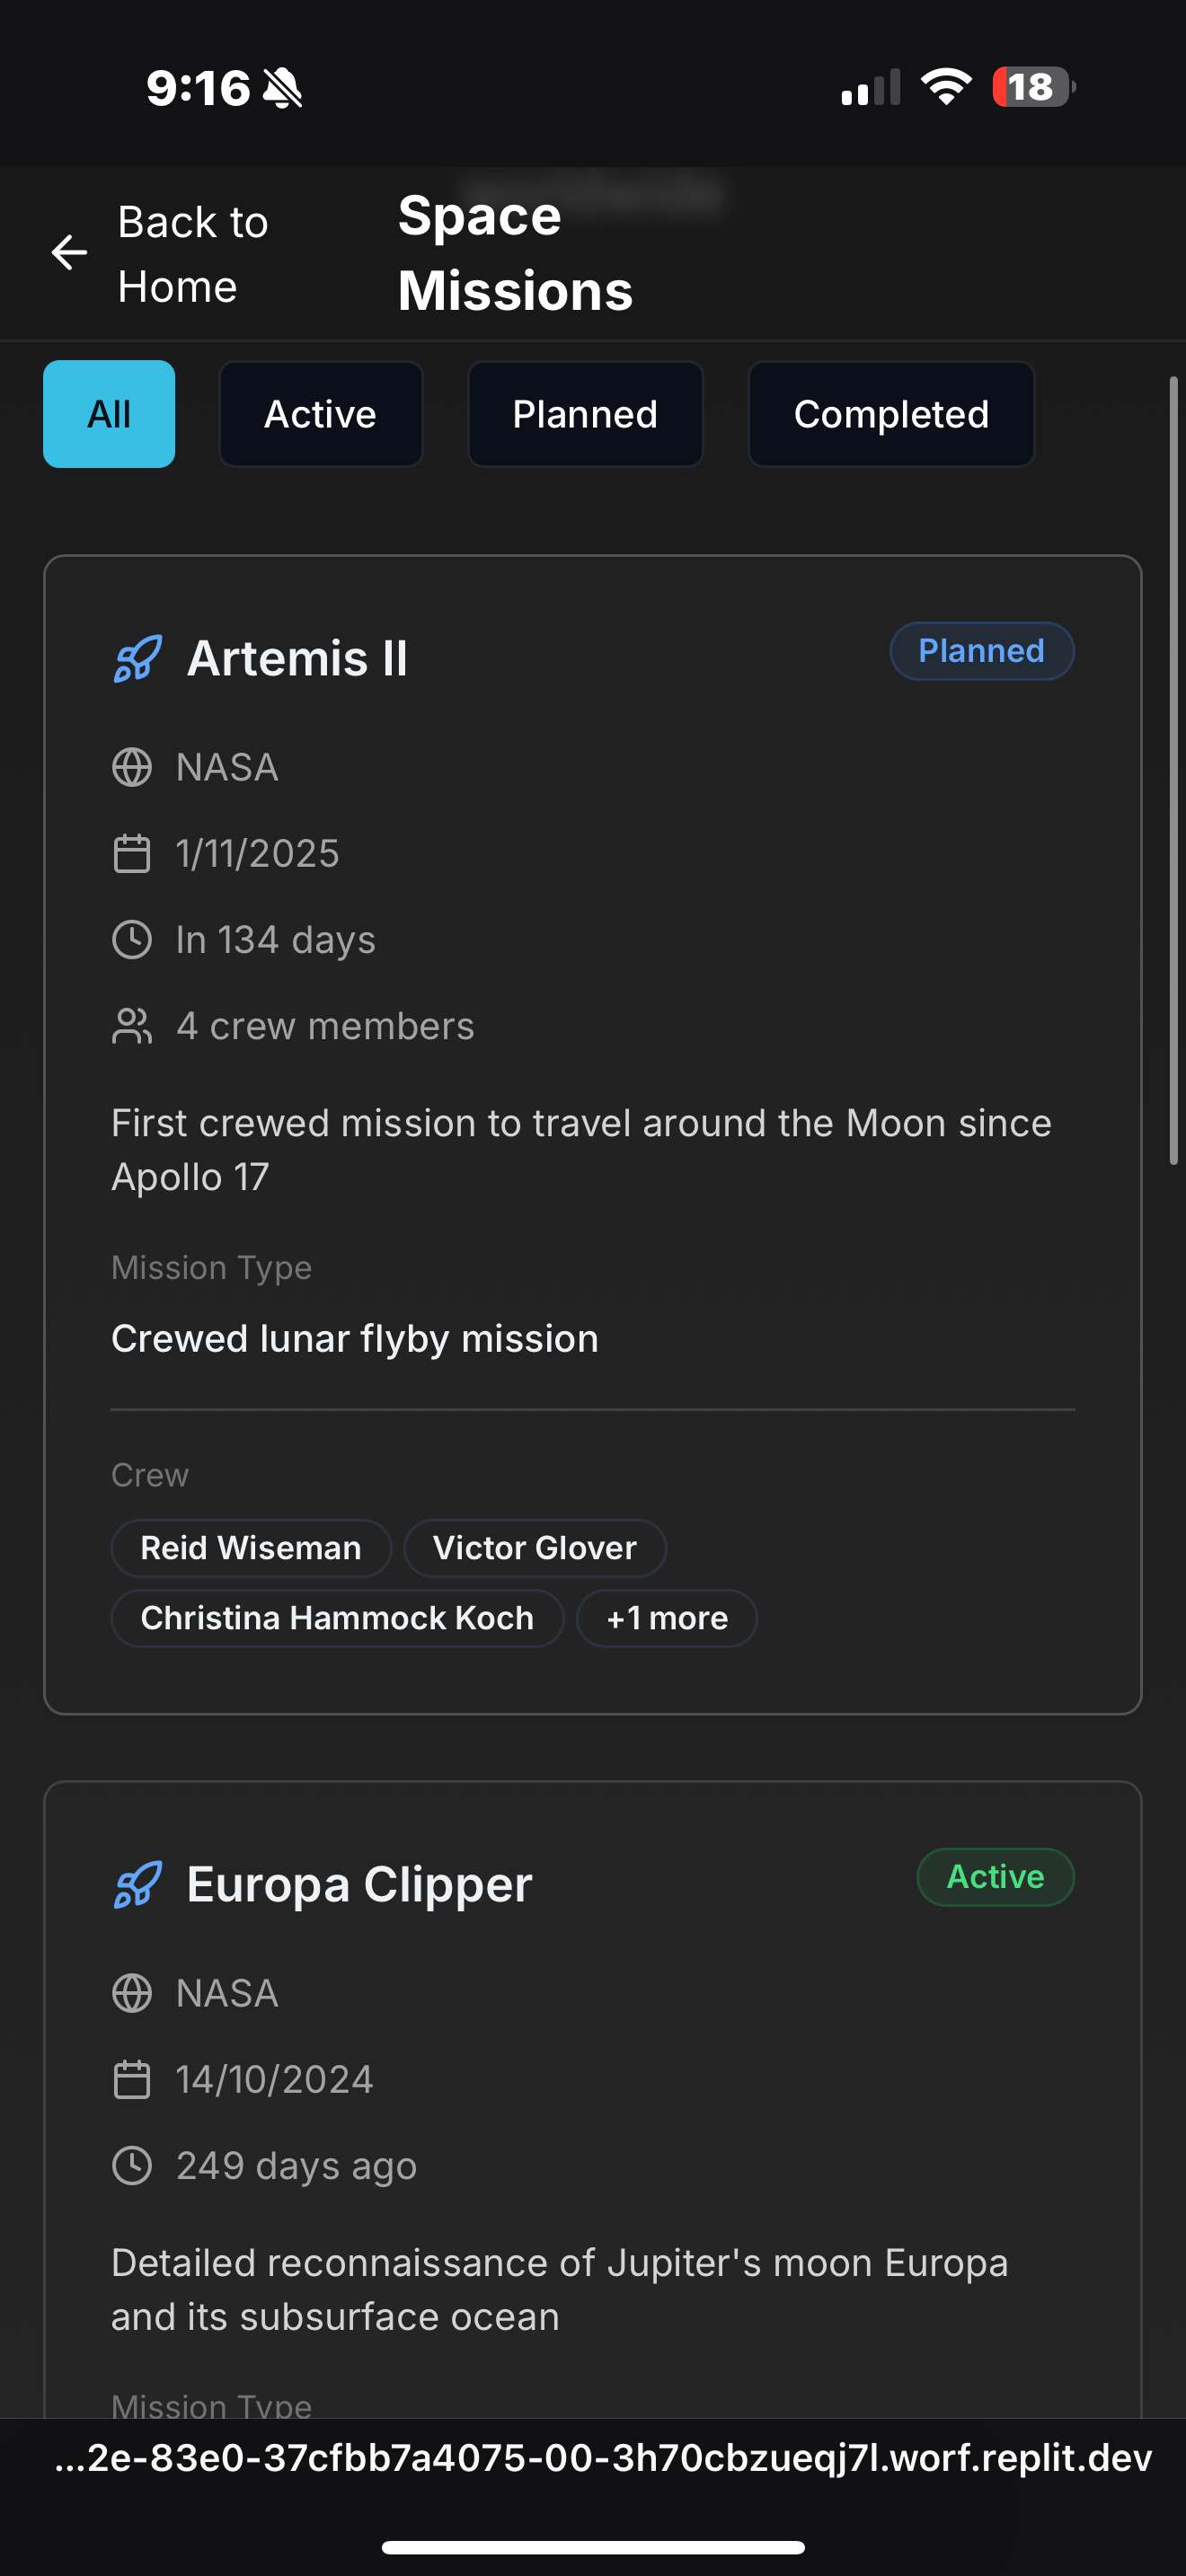 9:16
18
Back to
Home
Space
Missions
All
Active
Planned
Completed
Artemis II
Planned
NASA
1/11/2025
In 134 days
4 crew members
First crewed mission to travel around the Moon since
Apollo 17
Mission Type
Crewed lunar flyby mission
Crew
Reid Wiseman
Victor Glover
Christina Hammock Koch
+1 more
Europa Clipper
Active
NASA
14/10/2024
249 days ago
Detailed reconnaissance of Jupiter's moon Europa
and its subsurface ocean
Mission Type
...2e-83e0-37cfbb7a4075-00-3h70cbzueqj7l.worf.replit.dev